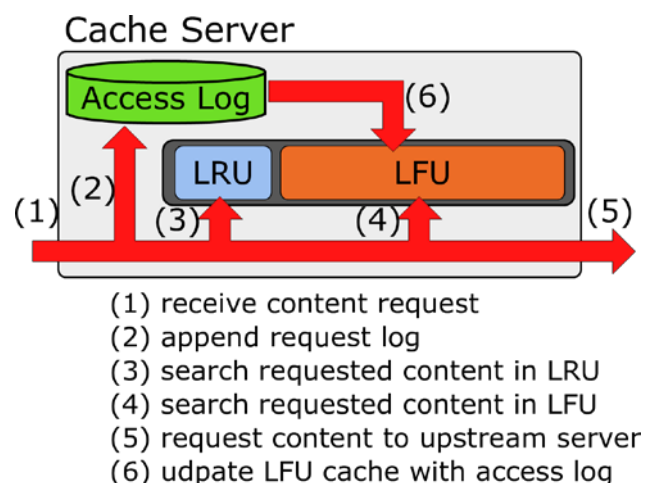 Cache Server
Access Log
(6)
LRU
LFU
(2)
(1)
(3)
(4)
(5)
(1) receive content request
(2) append request log
(3) search requested content in LRU
(4) search requested content in LFU
(5) request content to upstream server
(6) udpate LFU cache with access log